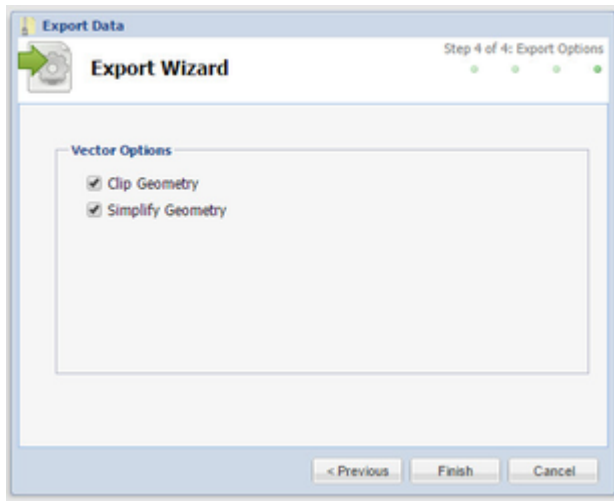 Export Data
Export Wizard
Step 4 of 4: Export Options
Vector Options
Clip Geometry
Simplify Geometry
< Previous
Finish
Cancel